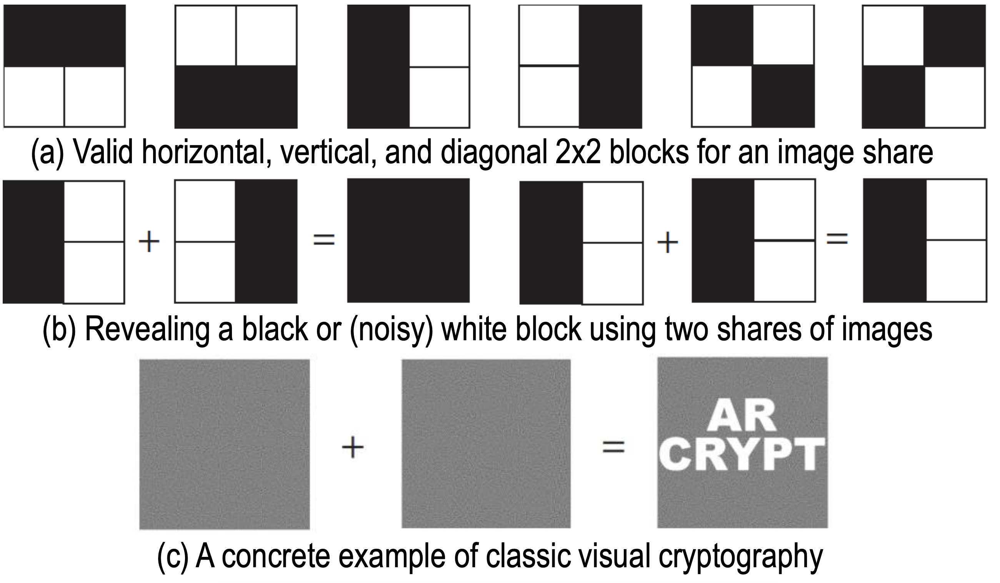 (a) Valid horizontal, vertical, and diagonal 2x2 blocks for an image share
+ = + =
(b) Revealing a black or (noisy) white block using two shares of images
+ =
AR
CRYPT
(c) A concrete example of classic visual cryptography